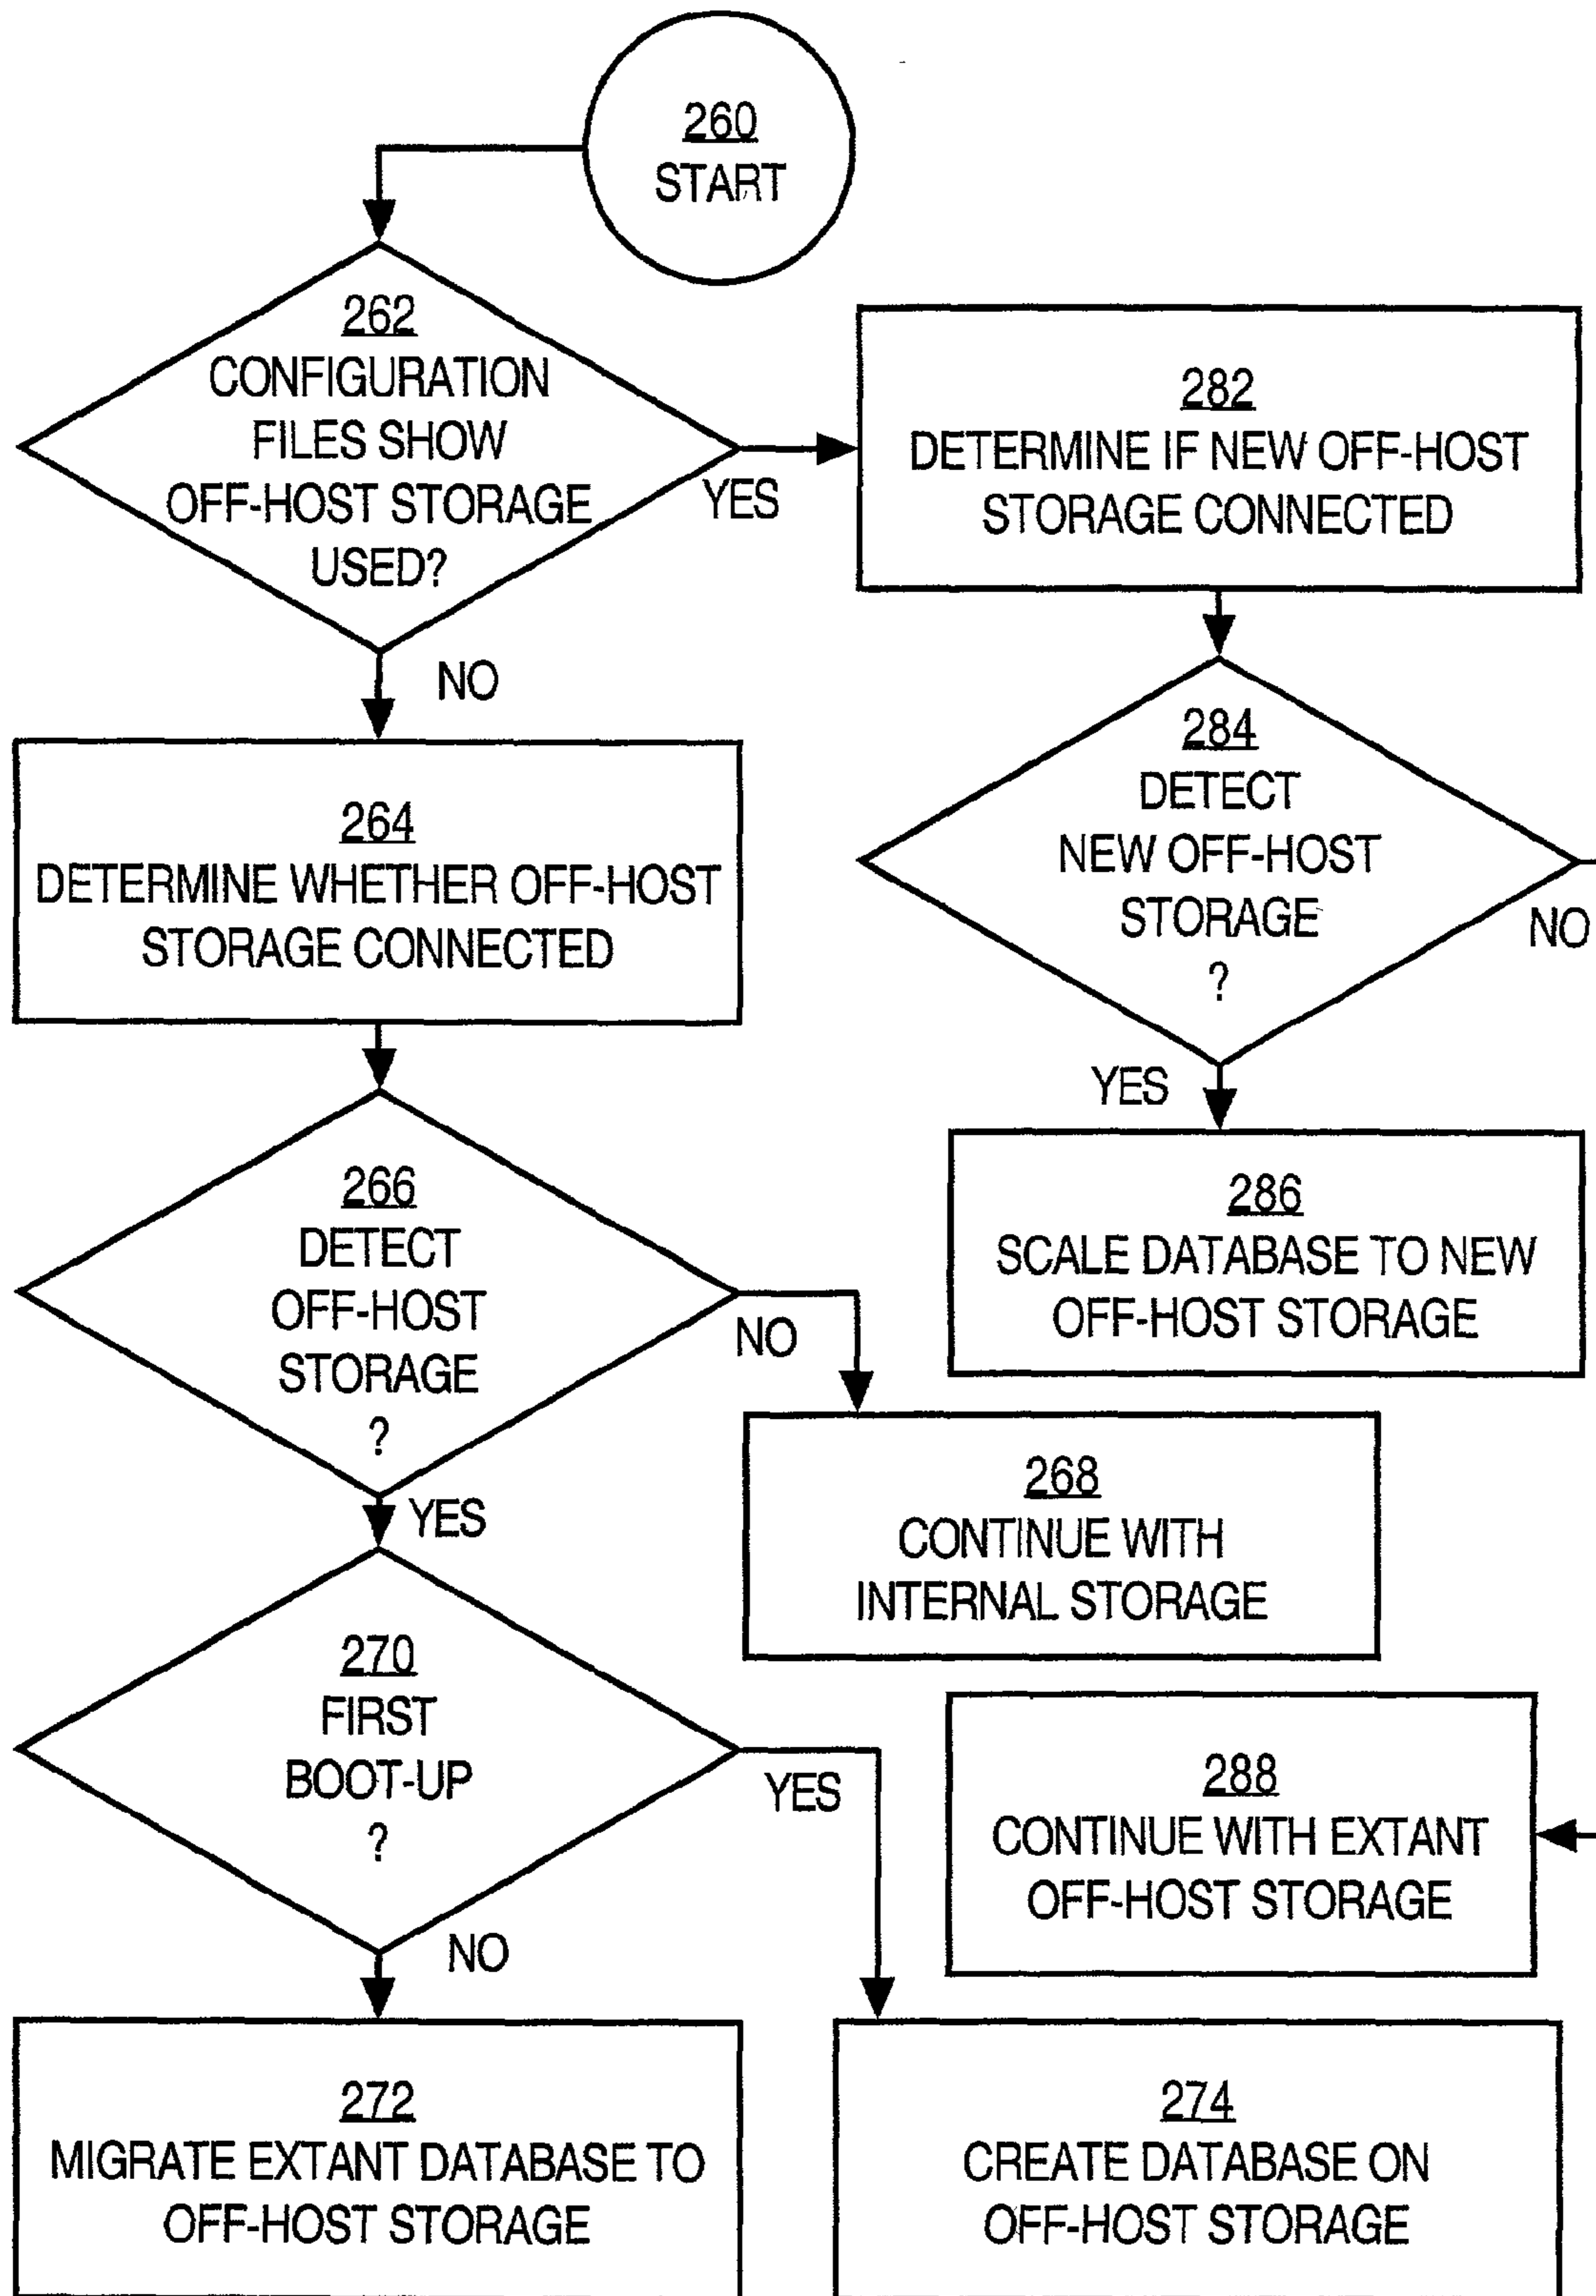 260
START
262
CONFIGURATION
FILES SHOW
OFF-HOST STORAGE
USED?
YES
NO
282
DETERMINE IF NEW OFF-HOST
STORAGE CONNECTED
264
DETERMINE WHETHER OFF-HOST
STORAGE CONNECTED
284
DETECT
NEW OFF-HOST
STORAGE
?
NO
YES
266
DETECT
OFF-HOST
STORAGE
?
NO
YES
286
SCALE DATABASE TO NEW
OFF-HOST STORAGE
268
CONTINUE WITH
INTERNAL STORAGE
270
FIRST
BOOT-UP
?
YES
NO
288
CONTINUE WITH EXTANT
OFF-HOST STORAGE
272
MIGRATE EXTANT DATABASE TO
OFF-HOST STORAGE
274
CREATE DATABASE ON
OFF-HOST STORAGE